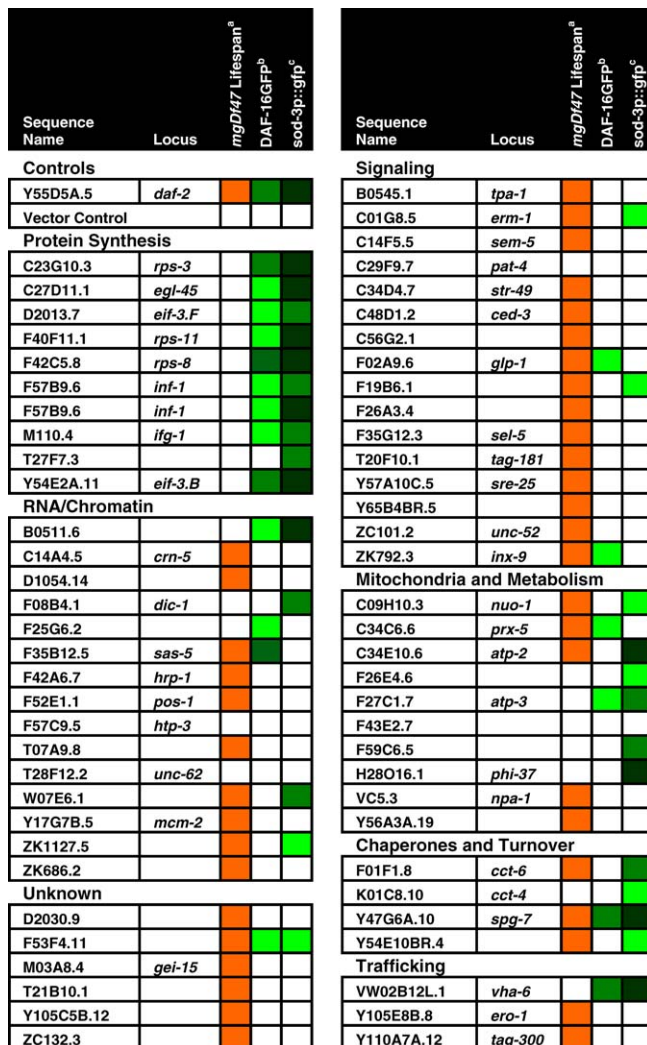 Sequence Name Locus mgDf47 Lifespana DAF-16GFPb sod-3p::gfpc
Controls
Y55D5A.5 daf-2
Vector Control
Protein Synthesis
C23G10.3 rps-3
C27D11.1 egl-45
D2013.7 eif-3.F
F40F11.1 rps-11
F42C5.8 rps-8
F57B9.6 inf-1
F57B9.6 inf-1
M110.4 ifg-1
T27F7.3
Y54E2A.11 eif-3.B
RNA/Chromatin
B0511.6
C14A4.5 crn-5
D1054.14
F08B4.1 dic-1
F25G6.2
F35B12.5 sas-5
F42A6.7 hrp-1
F52E1.1 pos-1
F57C9.5 htp-3
T07A9.8
T28F12.2 unc-62
W07E6.1
Y17G7B.5 mcm-2
ZK1127.5
ZK686.2
Unknown
D2030.9
F53F4.11
M03A8.4 gei-15
T21B10.1
Y105C5B.12
ZC132.3
Sequence Name Locus mgDf47 Lifespana DAF-16GFPb sod-3p::gfpc
Signaling
B0545.1 tpa-1
C01G8.5 erm-1
C14F5.5 sem-5
C29F9.7 pat-4
C34D4.7 str-49
C48D1.2 ced-3
C56G2.1
F02A9.6 glp-1
F19B6.1
F26A3.4
F35G12.3 sel-5
T20F10.1 tag-181
Y57A10C.5 sre-25
Y65B4BR.5
ZC101.2 unc-52
ZK792.3 inx-9
Mitochondria and Metabolism
C09H10.3 nuo-1
C34C6.6 prx-5
C34E10.6 atp-2
F26E4.6
F27C1.7 atp-3
F43E2.7
F59C6.5
H28O16.1 phi-37
VC5.3 npa-1
Y56A3A.19
Chaperones and Turnover
F01F1.8 cct-6
K01C8.10 cct-4
Y47G6A.10 spg-7
Y54E10BR.4
Trafficking
VW02B12L.1 vha-6
Y105E8B.8 ero-1
Y110A7A.12 tag-300